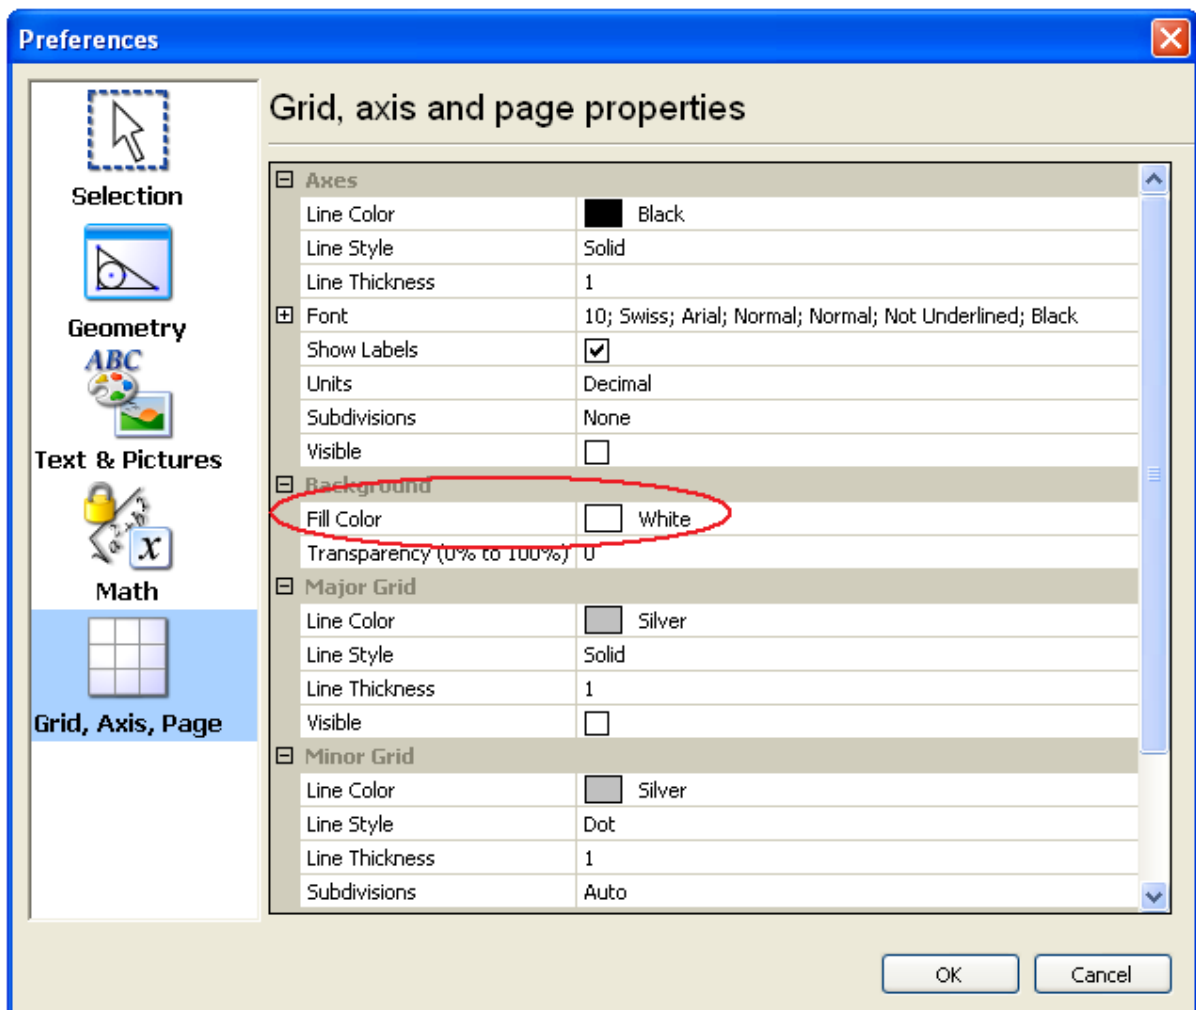 Preferences
Selection
Geometry
ABC
Text & Pictures
x
Math
Grid, Axis, Page
Grid, axis and page properties
Axes
Line Color Black
Line Style Solid
Line Thickness 1
Font 10; Swiss; Arial; Normal; Normal; Not Underlined; Black
Show Labels
Units Decimal
Subdivisions None
Visible
Background
Fill Color White
Transparency (0% to 100%) 0
Major Grid
Line Color Silver
Line Style Solid
Line Thickness 1
Visible
Minor Grid
Line Color Silver
Line Style Dot
Line Thickness 1
Subdivisions Auto
OK Cancel